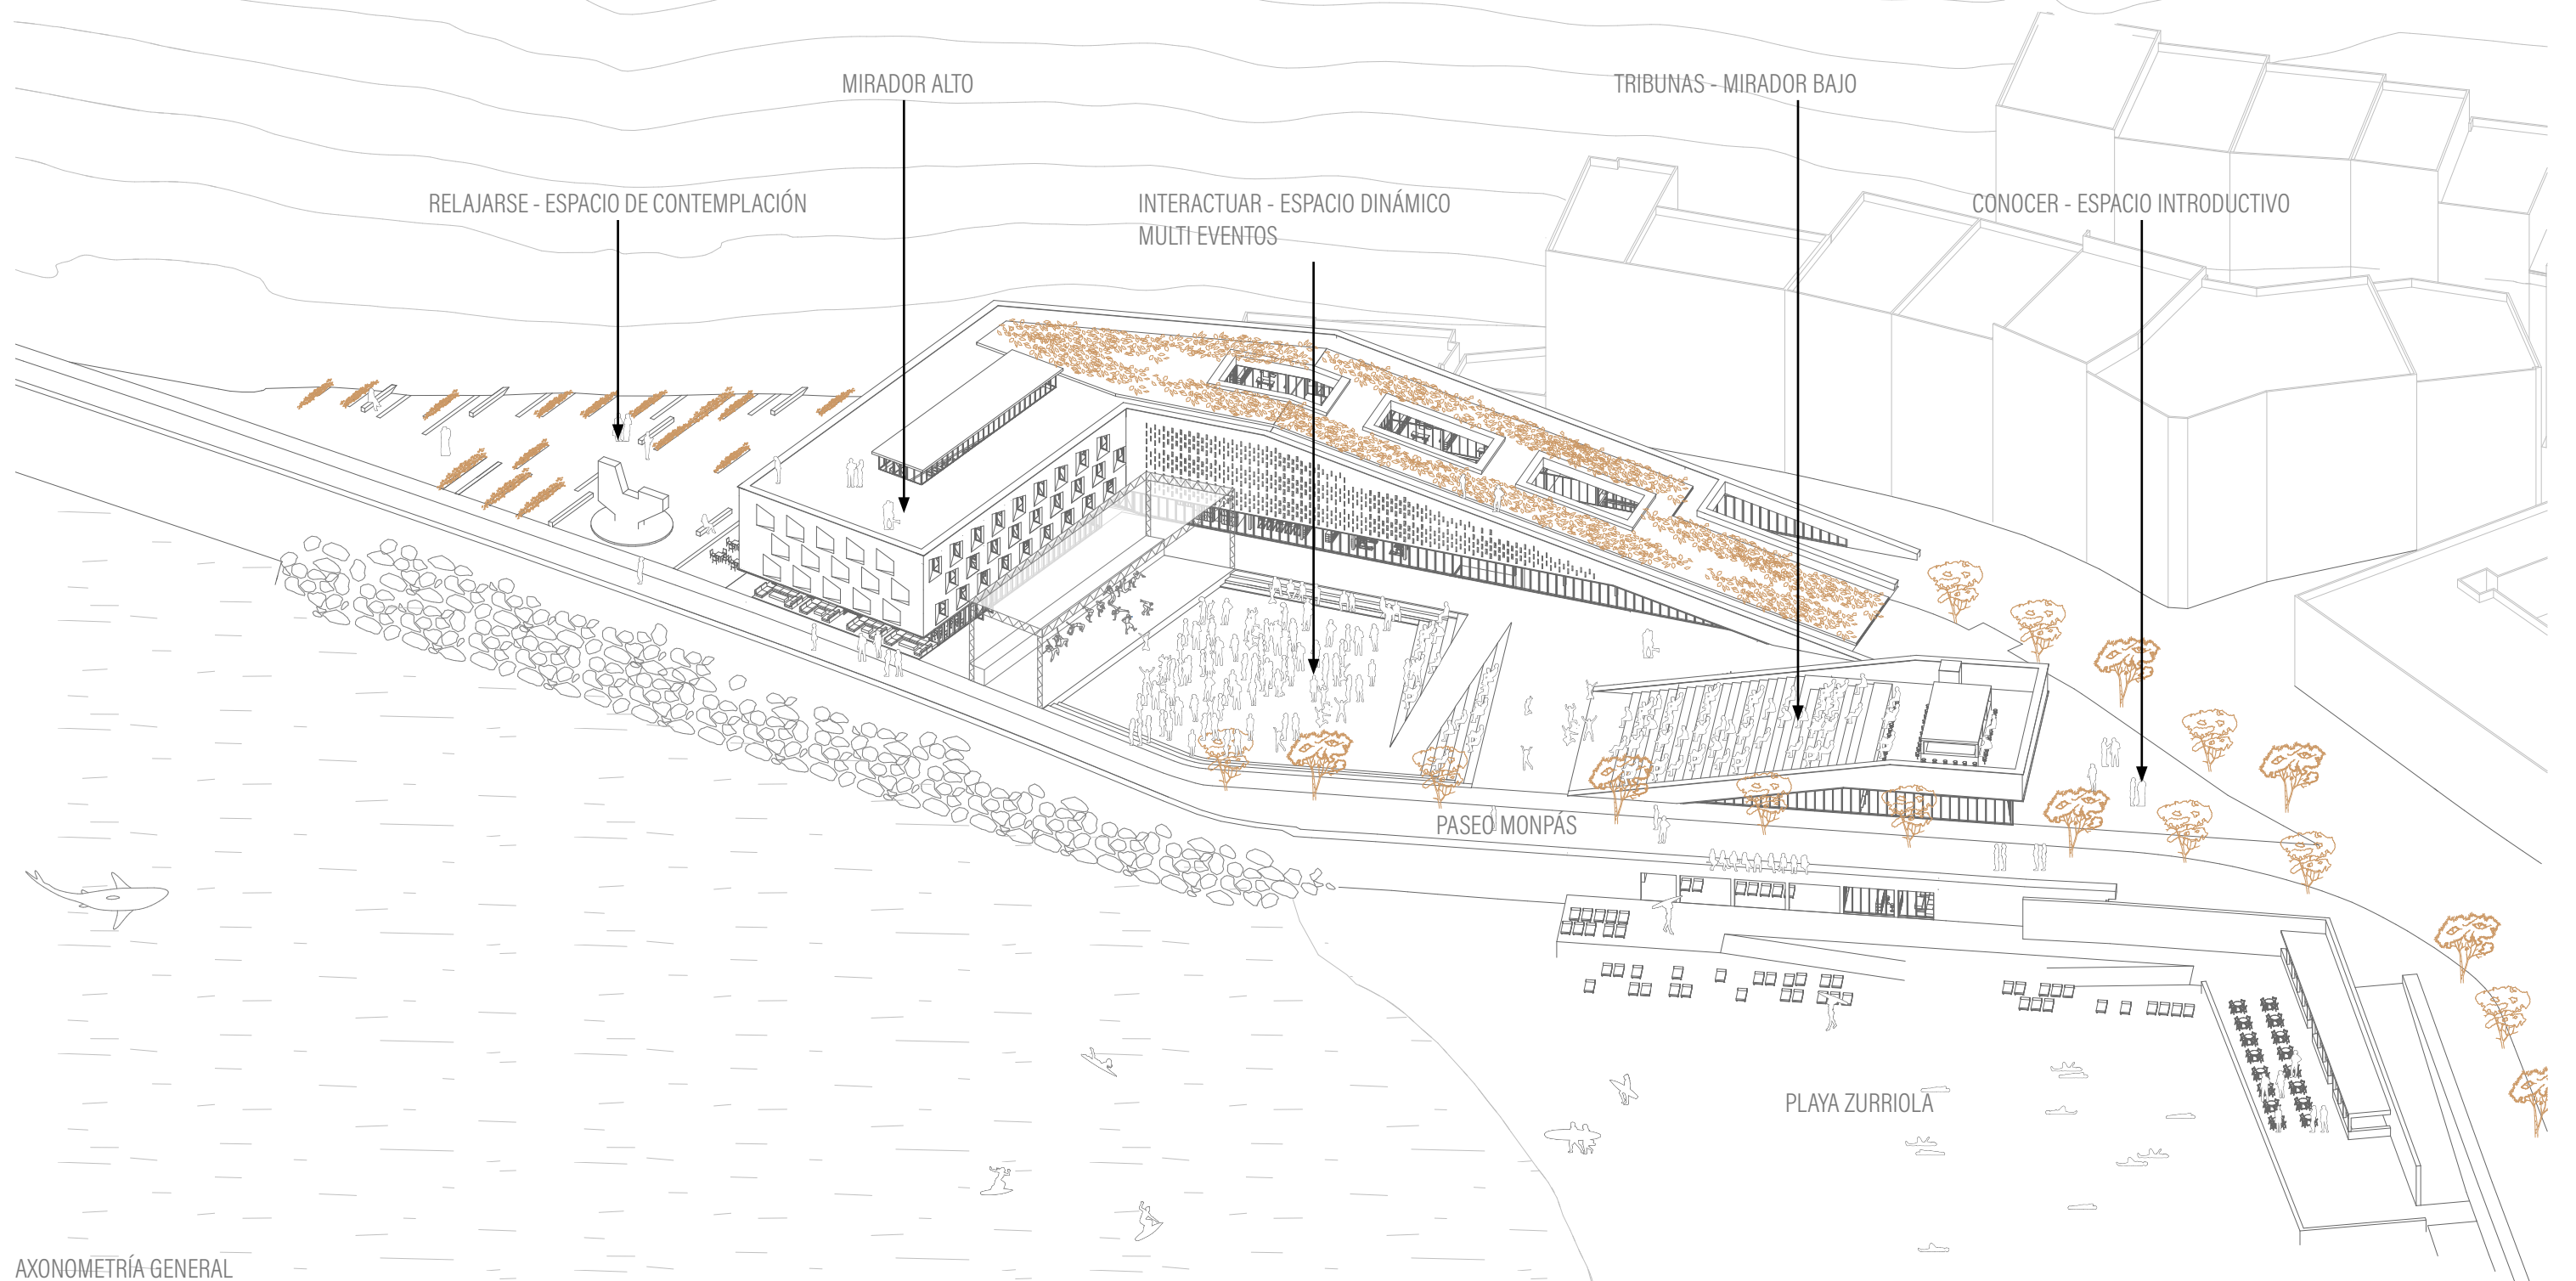 MIRADOR ALTO
TRIBUNAS - MIRADOR BAJO
RELAJARSE - ESPACIO DE CONTEMPLACIÓN
INTERACTUAR - ESPACIO DINÁMICO
MULTI EVENTOS
CONOCER - ESPACIO INTRODUCTIVO
PASEO MONPÁS
PLAYA ZURRIOLA
AXONOMETRÍA GENERAL